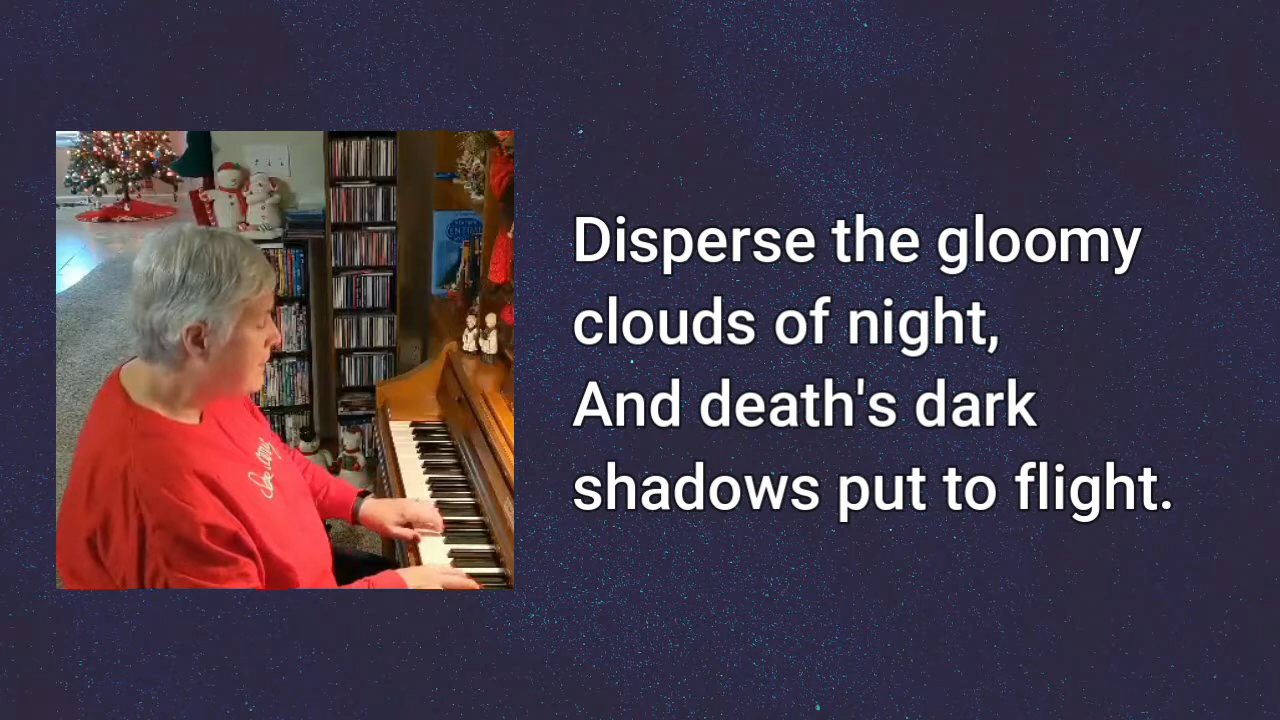 Disperse the gloomy
clouds of night,
And death's dark
shadows put to flight.